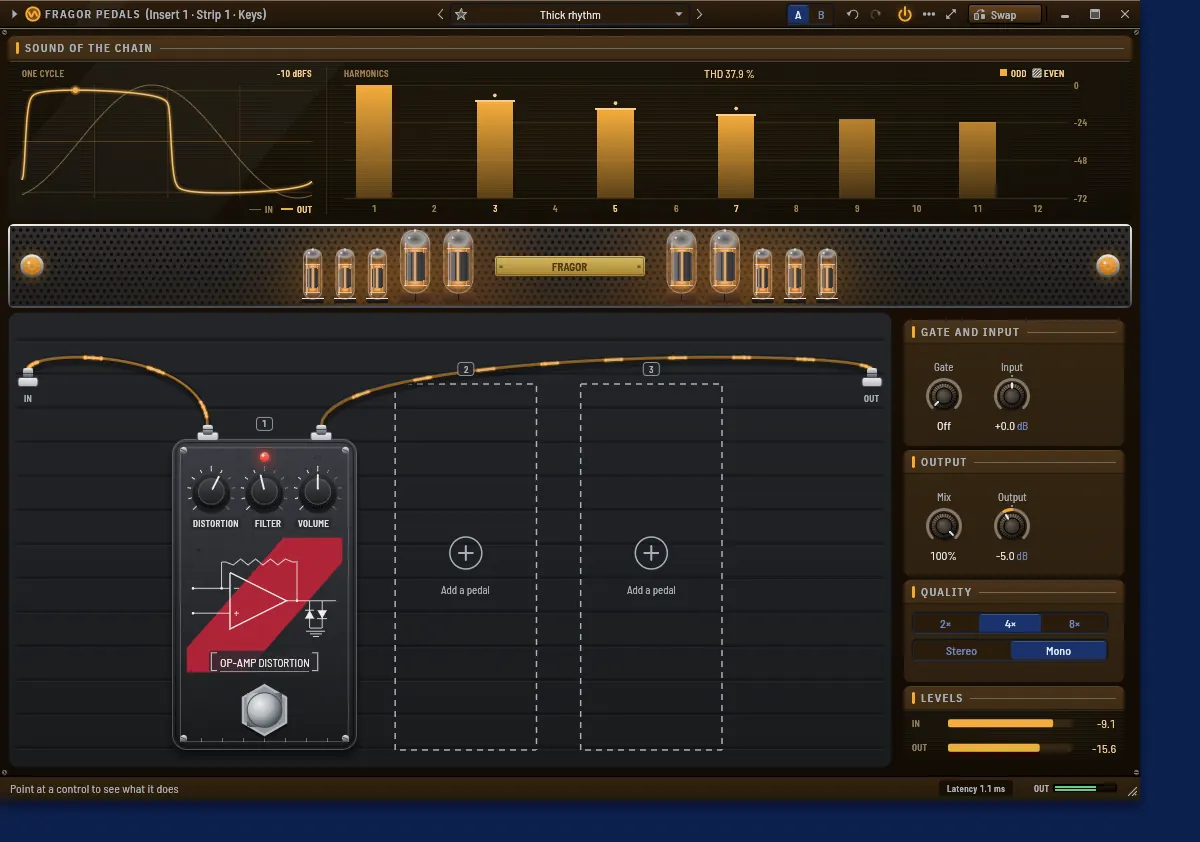 FRAGOR PEDALS (Insert 1 · Strip 1 · Keys)
Thick rhythm
A B
Swap
SOUND OF THE CHAIN
ONE CYCLE -10 dBFS
HARMONICS THD 37.9 % ODD EVEN
0
-24
-48
-72
IN OUT
1 2 3 4 5 6 7 8 9 10 11 12
FRAGOR
IN
OUT
1
2
3
DISTORTION FILTER VOLUME
OP-AMP DISTORTION
Add a pedal
Add a pedal
GATE AND INPUT
Gate Input
Off +0.0 dB
OUTPUT
Mix Output
100% -5.0 dB
QUALITY
2× 4× 8×
Stereo Mono
LEVELS
IN -9.1
OUT -15.6
Point at a control to see what it does
Latency 1.1 ms OUT